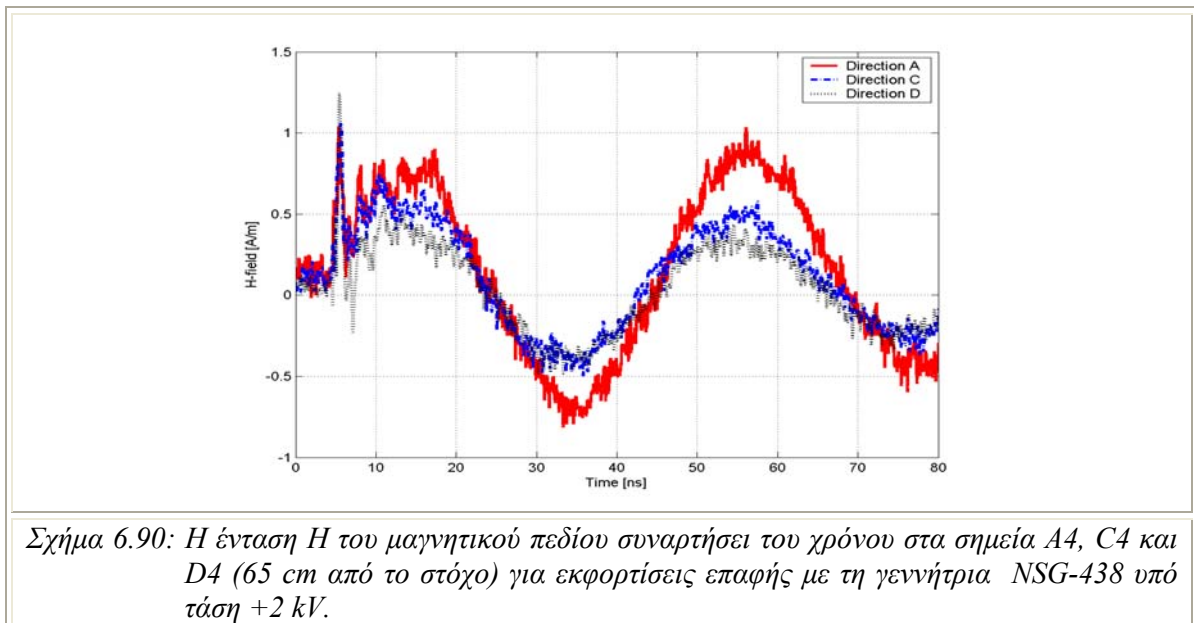 1.5
1
0.5
0
-0.5
-1
H-field [A/m]
Direction A
Direction C
Direction D
0 10 20 30 40 50 60 70 80
Time [ns]
Σχήμα 6.90: Η ένταση Η του μαγνητικού πεδίου συναρτήσει του χρόνου στα σημεία A4, C4 και
D4 (65 cm από το στόχο) για εκφορτίσεις επαφής με τη γεννήτρια NSG-438 υπό
τάση +2 kV.